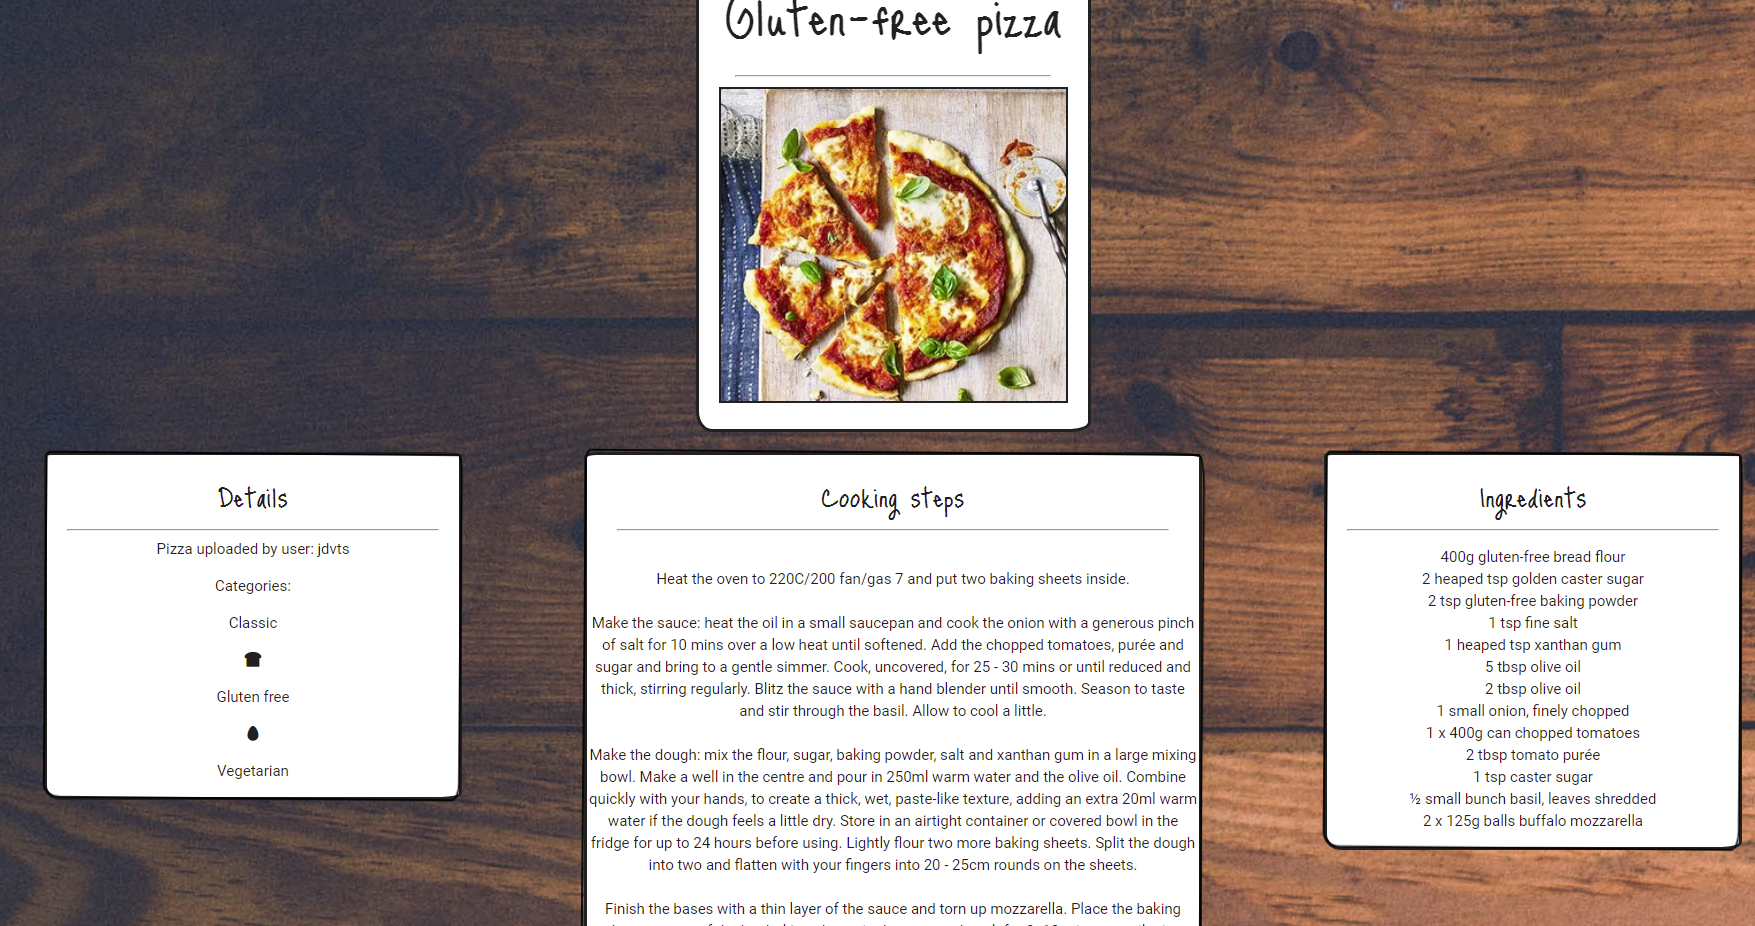 Gluten-free pizza
Details
Pizza uploaded by user: jdvts
Categories:
Classic
Gluten free
Vegetarian
Cooking steps
Heat the oven to 220C/200 fan/gas 7 and put two baking sheets inside.
Make the sauce: heat the oil in a small saucepan and cook the onion with a generous pinch
of salt for 10 mins over a low heat until softened. Add the chopped tomatoes, purée and
sugar and bring to a gentle simmer. Cook, uncovered, for 25 - 30 mins or until reduced and
thick, stirring regularly. Blitz the sauce with a hand blender until smooth. Season to taste
and stir through the basil. Allow to cool a little.
Make the dough: mix the flour, sugar, baking powder, salt and xanthan gum in a large mixing
bowl. Make a well in the centre and pour in 250ml warm water and the olive oil. Combine
quickly with your hands, to create a thick, wet, paste-like texture, adding an extra 20ml warm
water if the dough feels a little dry. Store in an airtight container or covered bowl in the
fridge for up to 24 hours before using. Lightly flour two more baking sheets. Split the dough
into two and flatten with your fingers into 20 - 25cm rounds on the sheets.
Finish the bases with a thin layer of the sauce and torn up mozzarella. Place the baking
Ingredients
400g gluten-free bread flour
2 heaped tsp golden caster sugar
2 tsp gluten-free baking powder
1 tsp fine salt
1 heaped tsp xanthan gum
5 tbsp olive oil
2 tbsp olive oil
1 small onion, finely chopped
1 x 400g can chopped tomatoes
2 tbsp tomato purée
1 tsp caster sugar
½ small bunch basil, leaves shredded
2 x 125g balls buffalo mozzarella